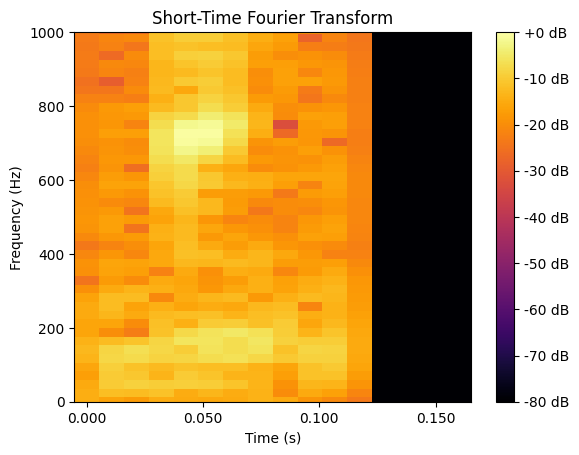 Short-Time Fourier Transform
1000
800
600
400
200
0
Frequency (Hz)
0.000
0.050
0.100
0.150
Time (s)
+0 dB
-10 dB
-20 dB
-30 dB
-40 dB
-50 dB
-60 dB
-70 dB
-80 dB